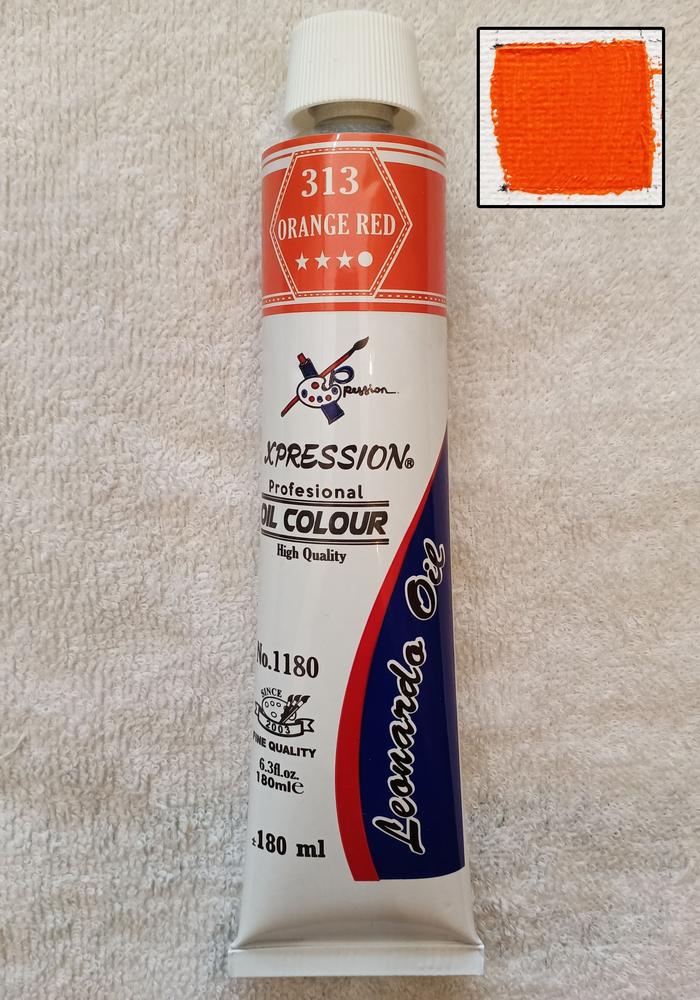 313
ORANGE RED
Xpression
XPRESSION®
Profesional
OIL COLOUR
High Quality
No.1180
SINCE
2003
FINE QUALITY
6.3fl.oz.
180ml℮
±180 ml
Leonardo Oil